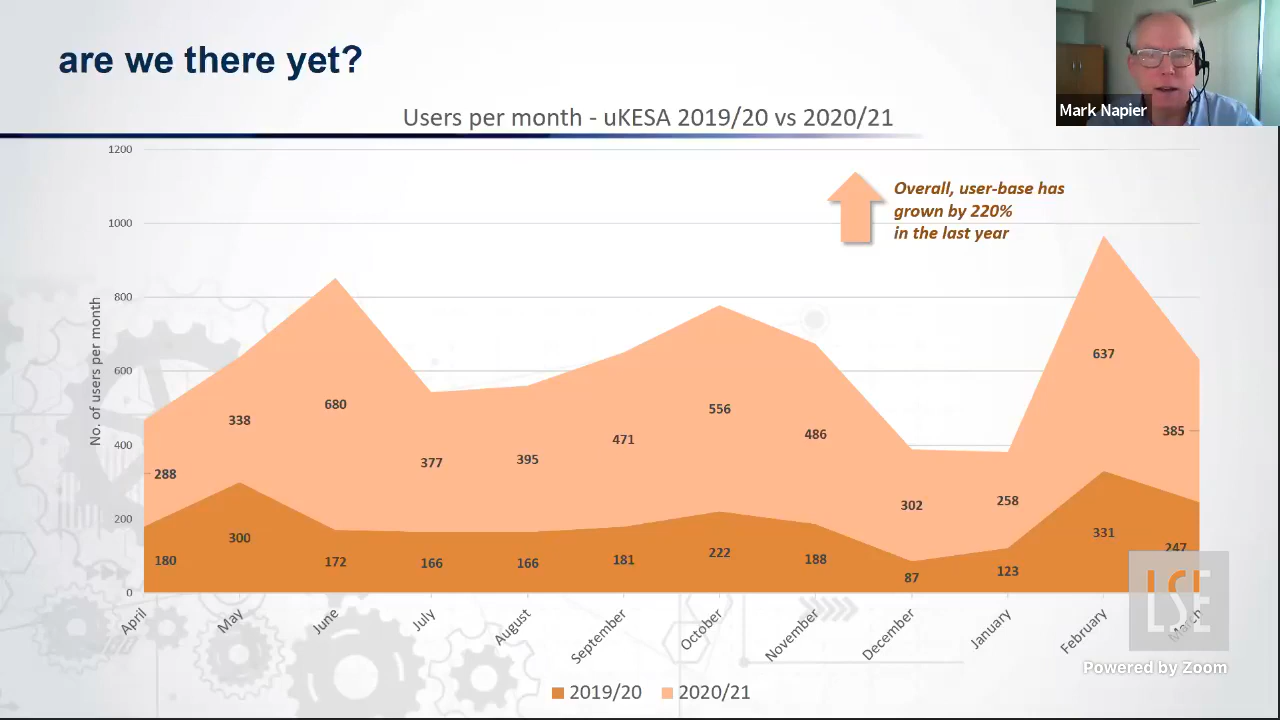 are we there yet?
Mark Napier
Users per month - uKESA 2019/20 vs 2020/21
Overall, user-base has
grown by 220%
in the last year
No. of users per month
1200
1000
800
600
400
200
0
288
338
680
377
395
471
556
486
302
258
637
385
180
300
172
166
166
181
222
188
87
123
331
247
April
May
June
July
August
September
October
November
December
January
February
March
2019/20
2020/21
LSE
Powered by Zoom